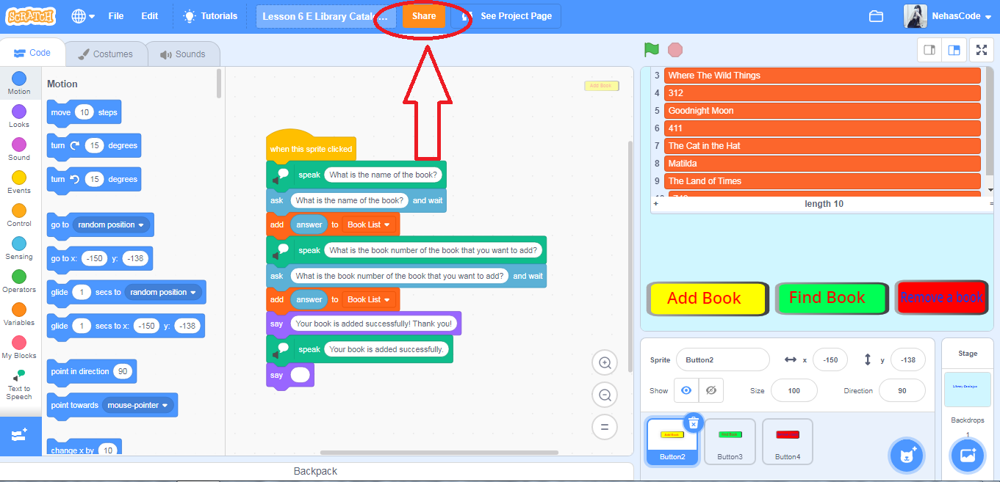 SCRATCH
File
Edit
Tutorials
Lesson 6 E Library Catal...
Share
See Project Page
NehasCode
Code
Costumes
Sounds
Motion
Looks
Sound
Events
Control
Sensing
Operators
Variables
My Blocks
Text to
Speech
Motion
move 10 steps
turn 15 degrees
turn 15 degrees
go to random position
go to x: -150 y: -138
glide 1 secs to random position
glide 1 secs to x: -150 y: -138
point in direction 90
point towards mouse-pointer
change x by 10
Add Book
when this sprite clicked
speak What is the name of the book?
ask What is the name of the book? and wait
add answer to Book List
speak What is the book number of the book that you want to add?
ask What is the book number of the book that you want to add? and wait
add answer to Book List
say Your book is added successfully! Thank you!
speak Your book is added successfully.
say
Backpack
3 Where The Wild Things
4 312
5 Goodnight Moon
6 411
7 The Cat in the Hat
8 Matilda
9 The Land of Times
+ length 10 =
Add Book
Find Book
Remove a book
Sprite Button2 x -150 y -138
Show Size 100 Direction 90
Add Book
Button2
Find Book
Button3
Button4
Stage
Library Catalogue
Backdrops
1